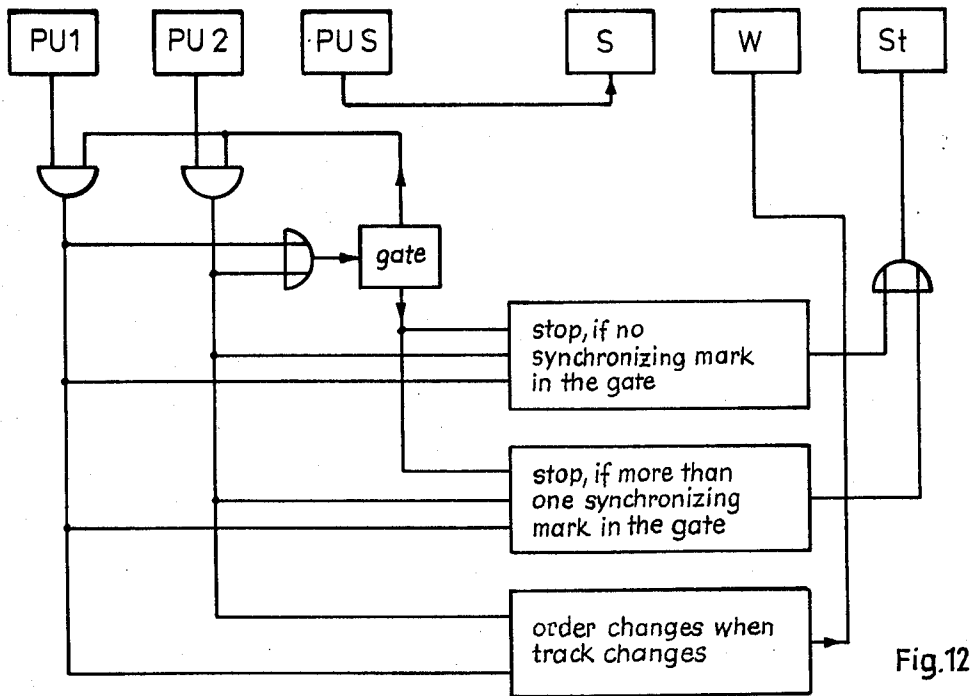 PU1
PU 2
PU S
S
W
St
gate
stop, if no
synchronizing mark
in the gate
stop, if more than
one synchronizing
mark in the gate
order changes when
track changes
Fig.12